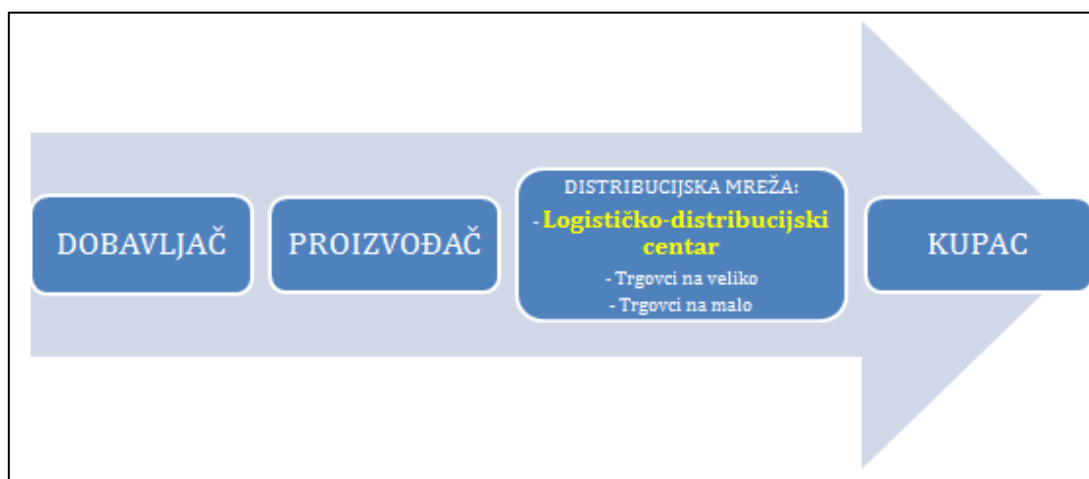 DOBAVLJAČ
PROIZVOĐAČ
DISTRIBUCIJSKA MREŽA:
- Logističko-distribucijski
centar
- Trgovci na veliko
- Trgovci na malo
KUPAC